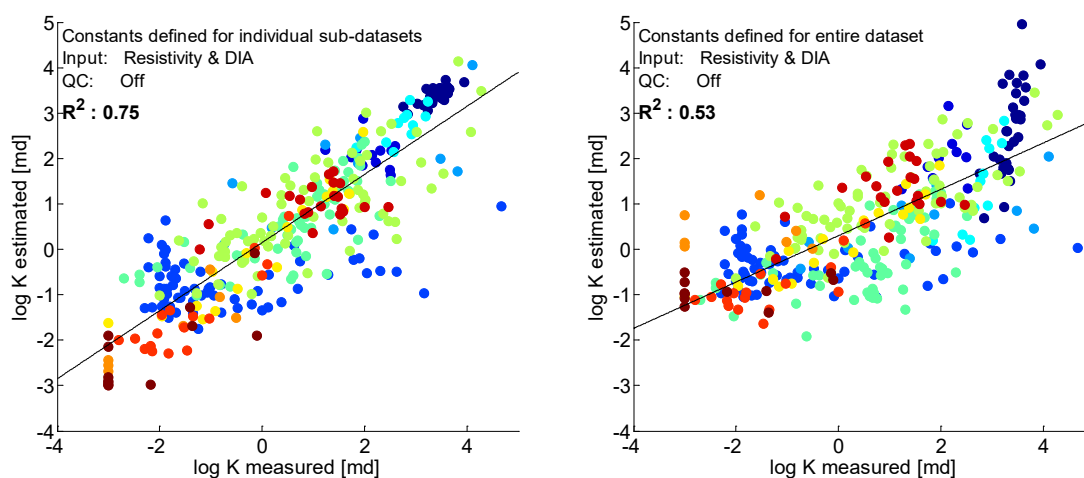 Constants defined for individual sub-datasets
Input: Resistivity & DIA
QC: Off
R² : 0.75
5
4
3
2
1
0
-1
-2
-3
-4
-4
-2
0
2
4
log K estimated [md]
log K measured [md]
Constants defined for entire dataset
Input: Resistivity & DIA
QC: Off
R² : 0.53
5
4
3
2
1
0
-1
-2
-3
-4
-4
-2
0
2
4
log K estimated [md]
log K measured [md]